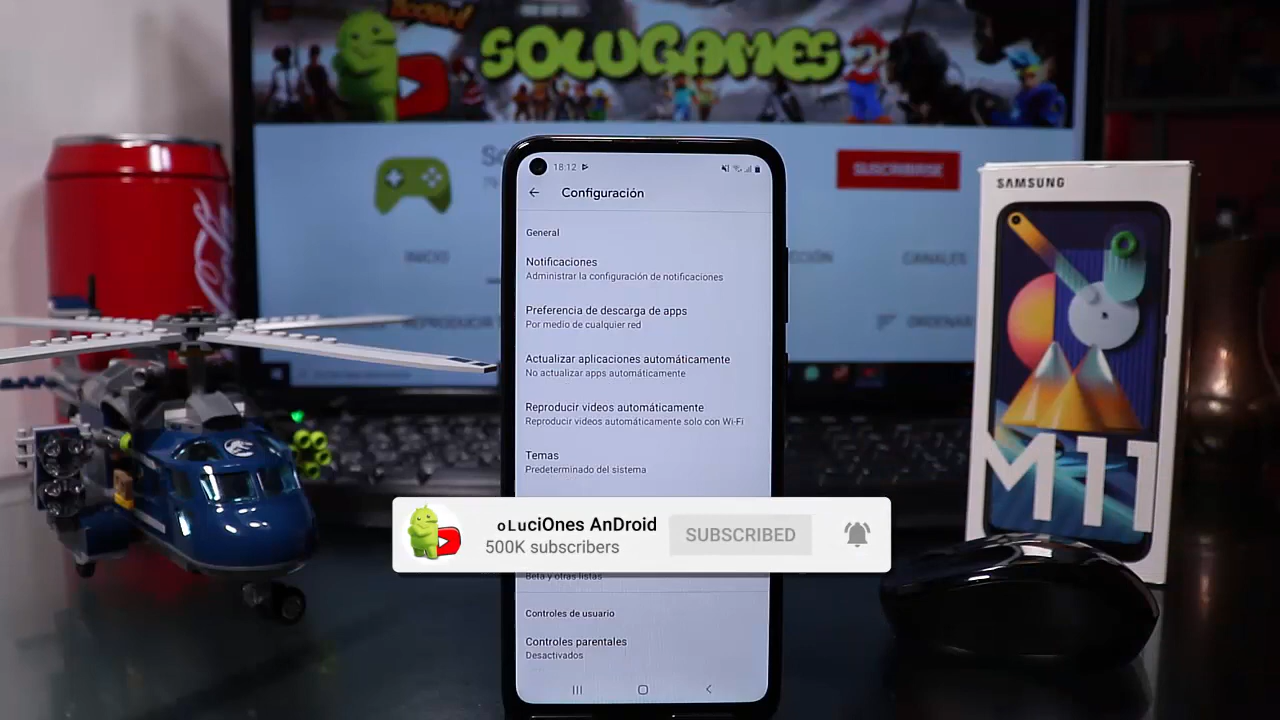 SOLUGAMES
SUSCRIBIRSE
INICIO
CANALES
ORDENAR
SAMSUNG
M11
18:12
Configuración
General
Notificaciones
Administrar la configuración de notificaciones
Preferencia de descarga de apps
Por medio de cualquier red
Actualizar aplicaciones automáticamente
No actualizar apps automáticamente
Reproducir videos automáticamente
Reproducir videos automáticamente solo con Wi-Fi
Temas
Predeterminado del sistema
oLuciOnes AnDroid
500K subscribers
SUBSCRIBED
Beta y otras listas
Controles de usuario
Controles parentales
Desactivados